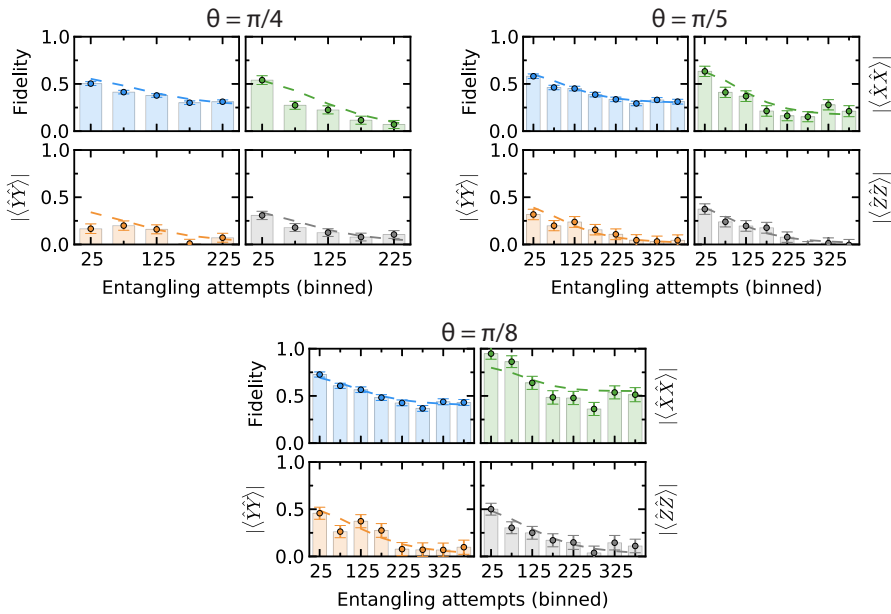 θ = π/4
θ = π/5
1.0
0.5
0.0
Fidelity
1.0
0.5
0.0
Fidelity
|⟨X̂X̂⟩|
1.0
0.5
0.0
|⟨ŶŶ⟩|
1.0
0.5
0.0
|⟨ŶŶ⟩|
|⟨ẐẐ⟩|
25 125 225 25 125 225
25 125 225 325 25 125 225 325
Entangling attempts (binned)
Entangling attempts (binned)
θ = π/8
1.0
0.5
0.0
Fidelity
|⟨X̂X̂⟩|
1.0
0.5
0.0
|⟨ŶŶ⟩|
|⟨ẐẐ⟩|
25 125 225 325 25 125 225 325
Entangling attempts (binned)